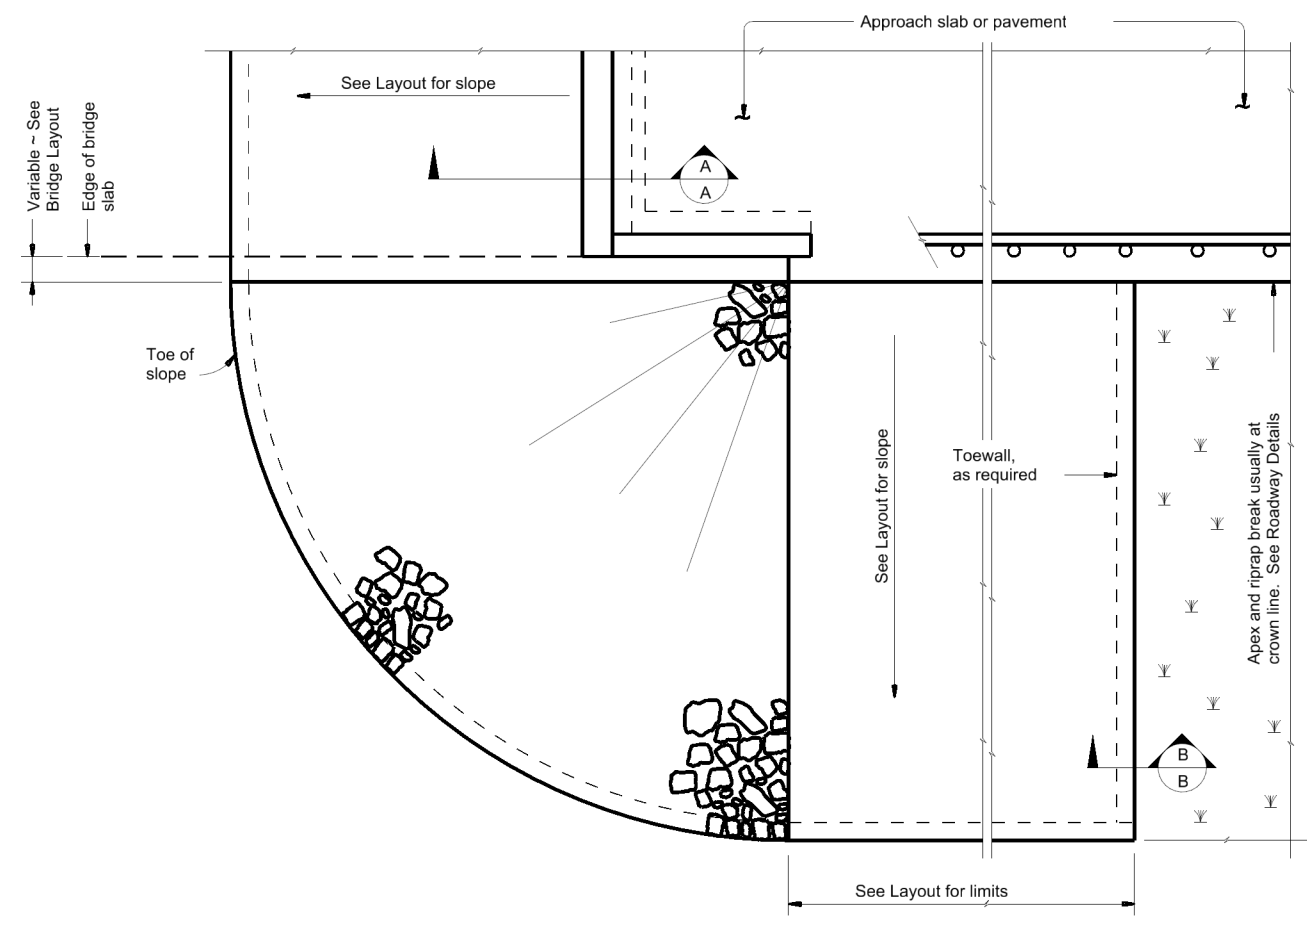 Approach slab or pavement
See Layout for slope
Variable ~ See
Bridge Layout
Edge of bridge
slab
A
A
Toe of
slope
See Layout for slope
Toewall,
as required
Apex and riprap break usually at
crown line. See Roadway Details
B
B
See Layout for limits